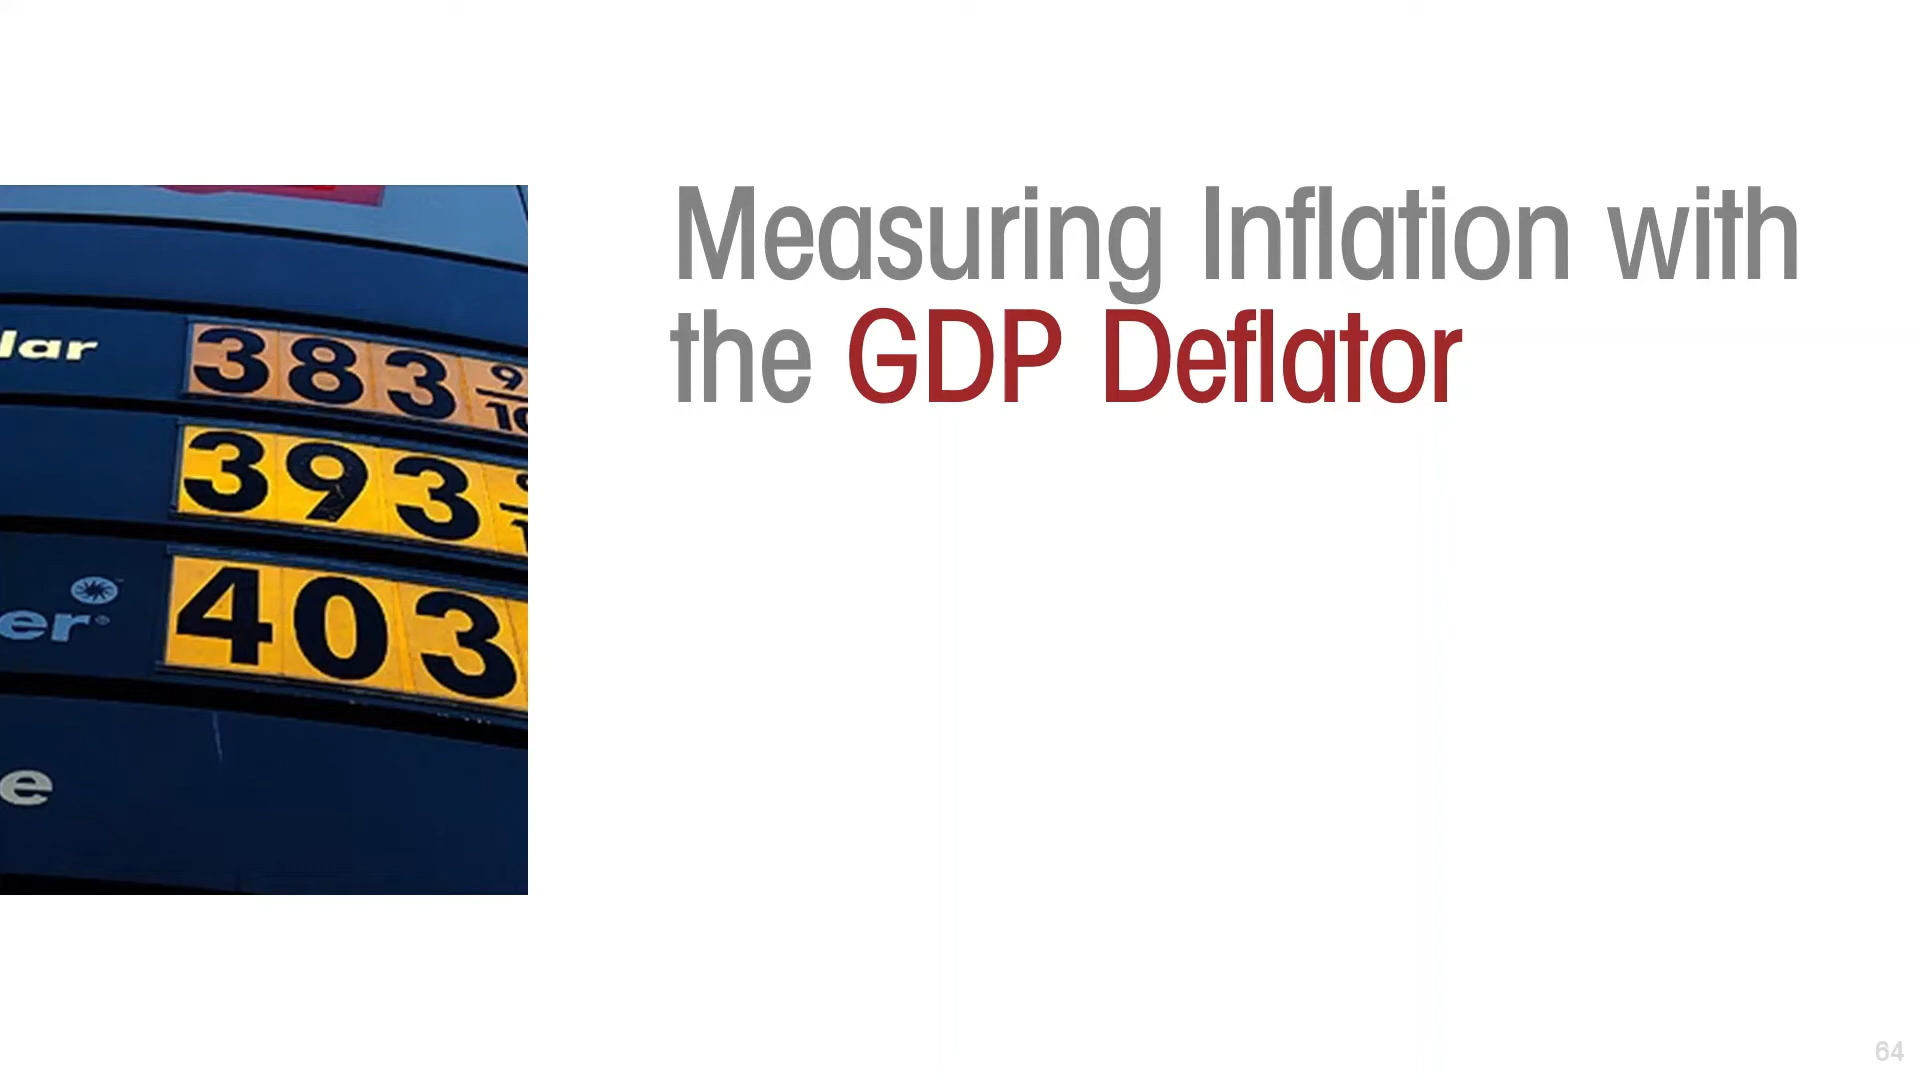 Measuring Inflation with
the GDP Deflator
lar 383 9/10
393
er 403
e
64